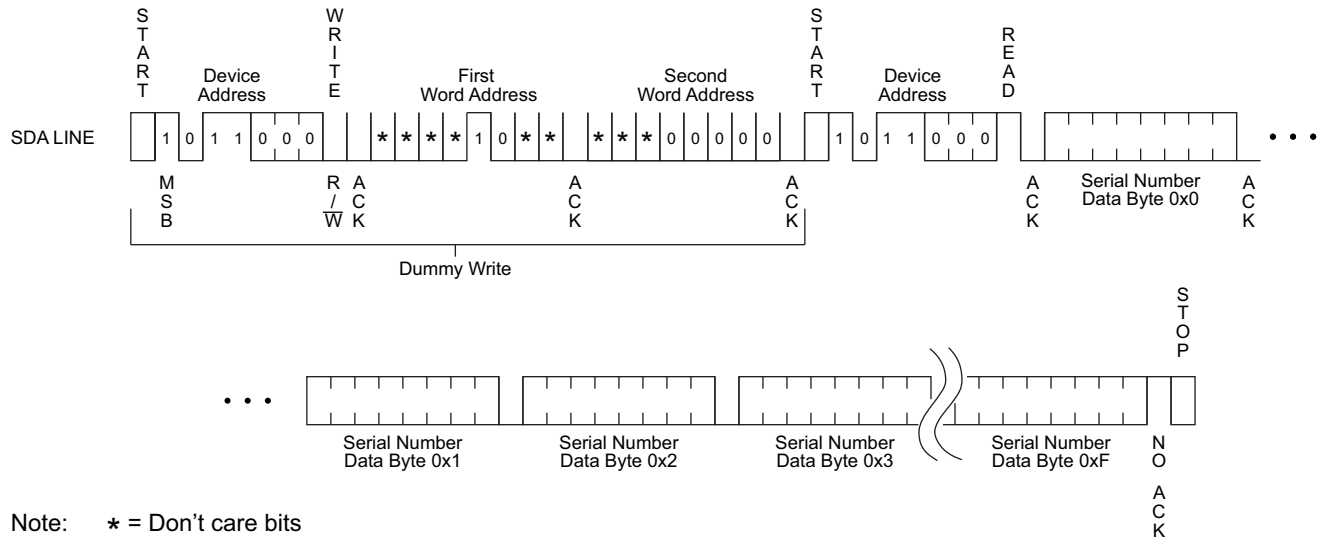 START
WRITE
START
READ
Device
Address
First
Word Address
Second
Word Address
Device
Address
SDA LINE
1 0 1 1 0 0 0
* * * * 1 0 * *
* * * 0 0 0 0 0
1 0 1 1 0 0 0
• • •
MSB
R/W
ACK
ACK
ACK
ACK
Serial Number
Data Byte 0x0
ACK
Dummy Write
STOP
• • •
Serial Number
Data Byte 0x1
Serial Number
Data Byte 0x2
Serial Number
Data Byte 0x3
Serial Number
Data Byte 0xF
NO ACK
Note: * = Don't care bits